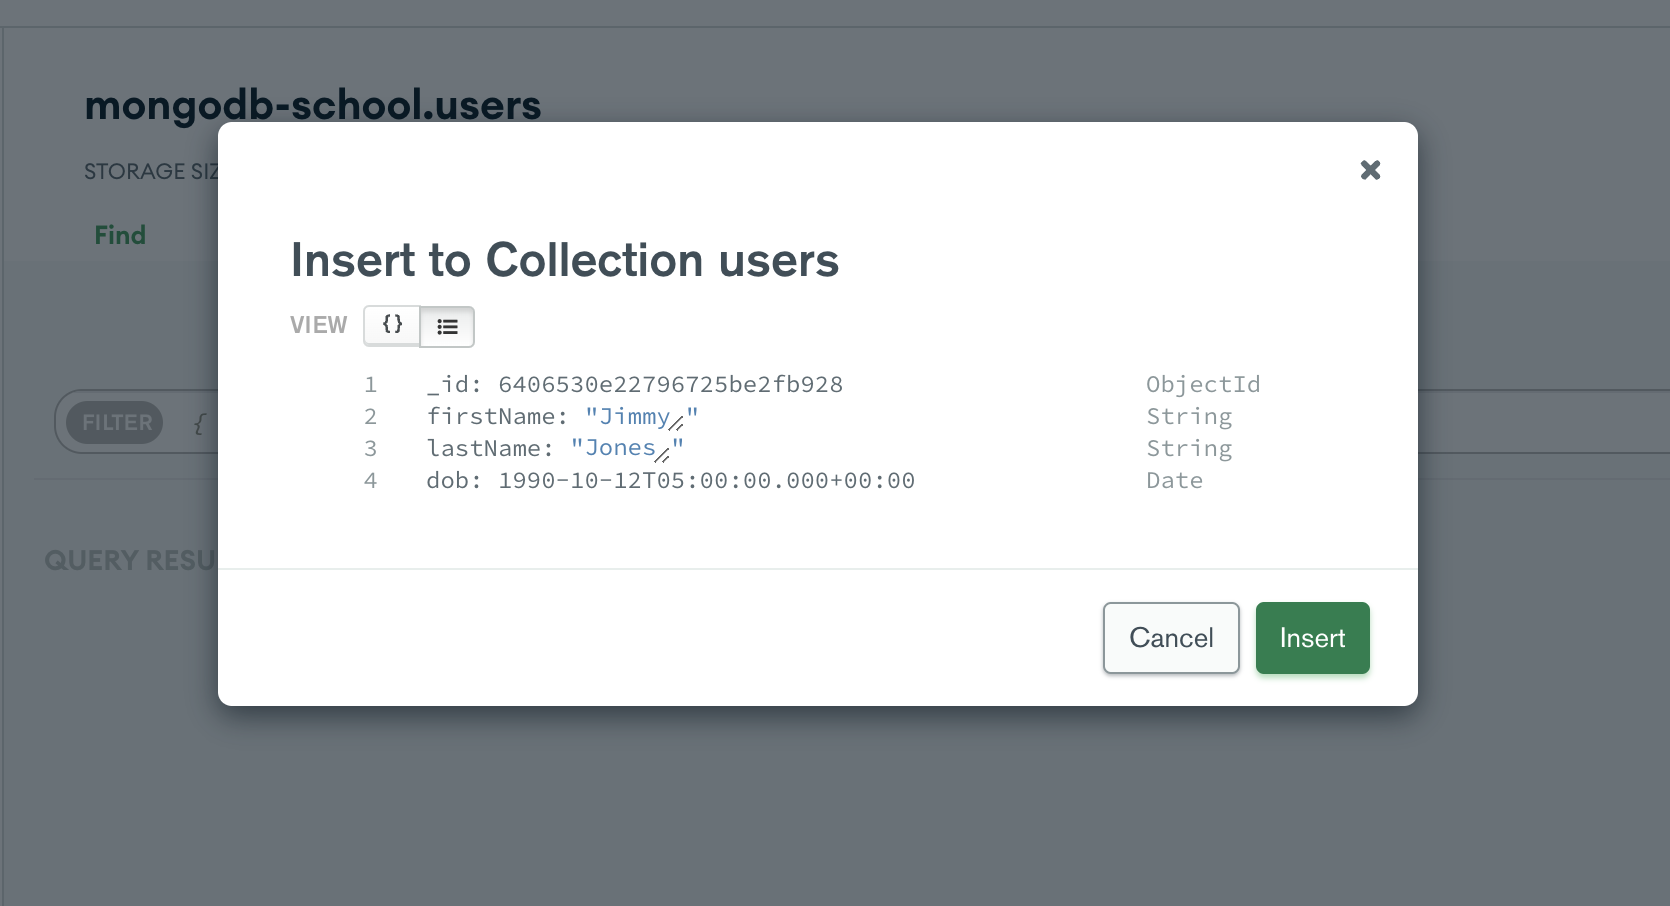 mongodb-school.users
STORAGE SIZ
Find
Insert to Collection users
VIEW {}
1 _id: 6406530e22796725be2fb928 ObjectId
2 firstName: "Jimmy" String
3 lastName: "Jones" String
4 dob: 1990-10-12T05:00:00.000+00:00 Date
FILTER {
QUERY RESU
Cancel Insert